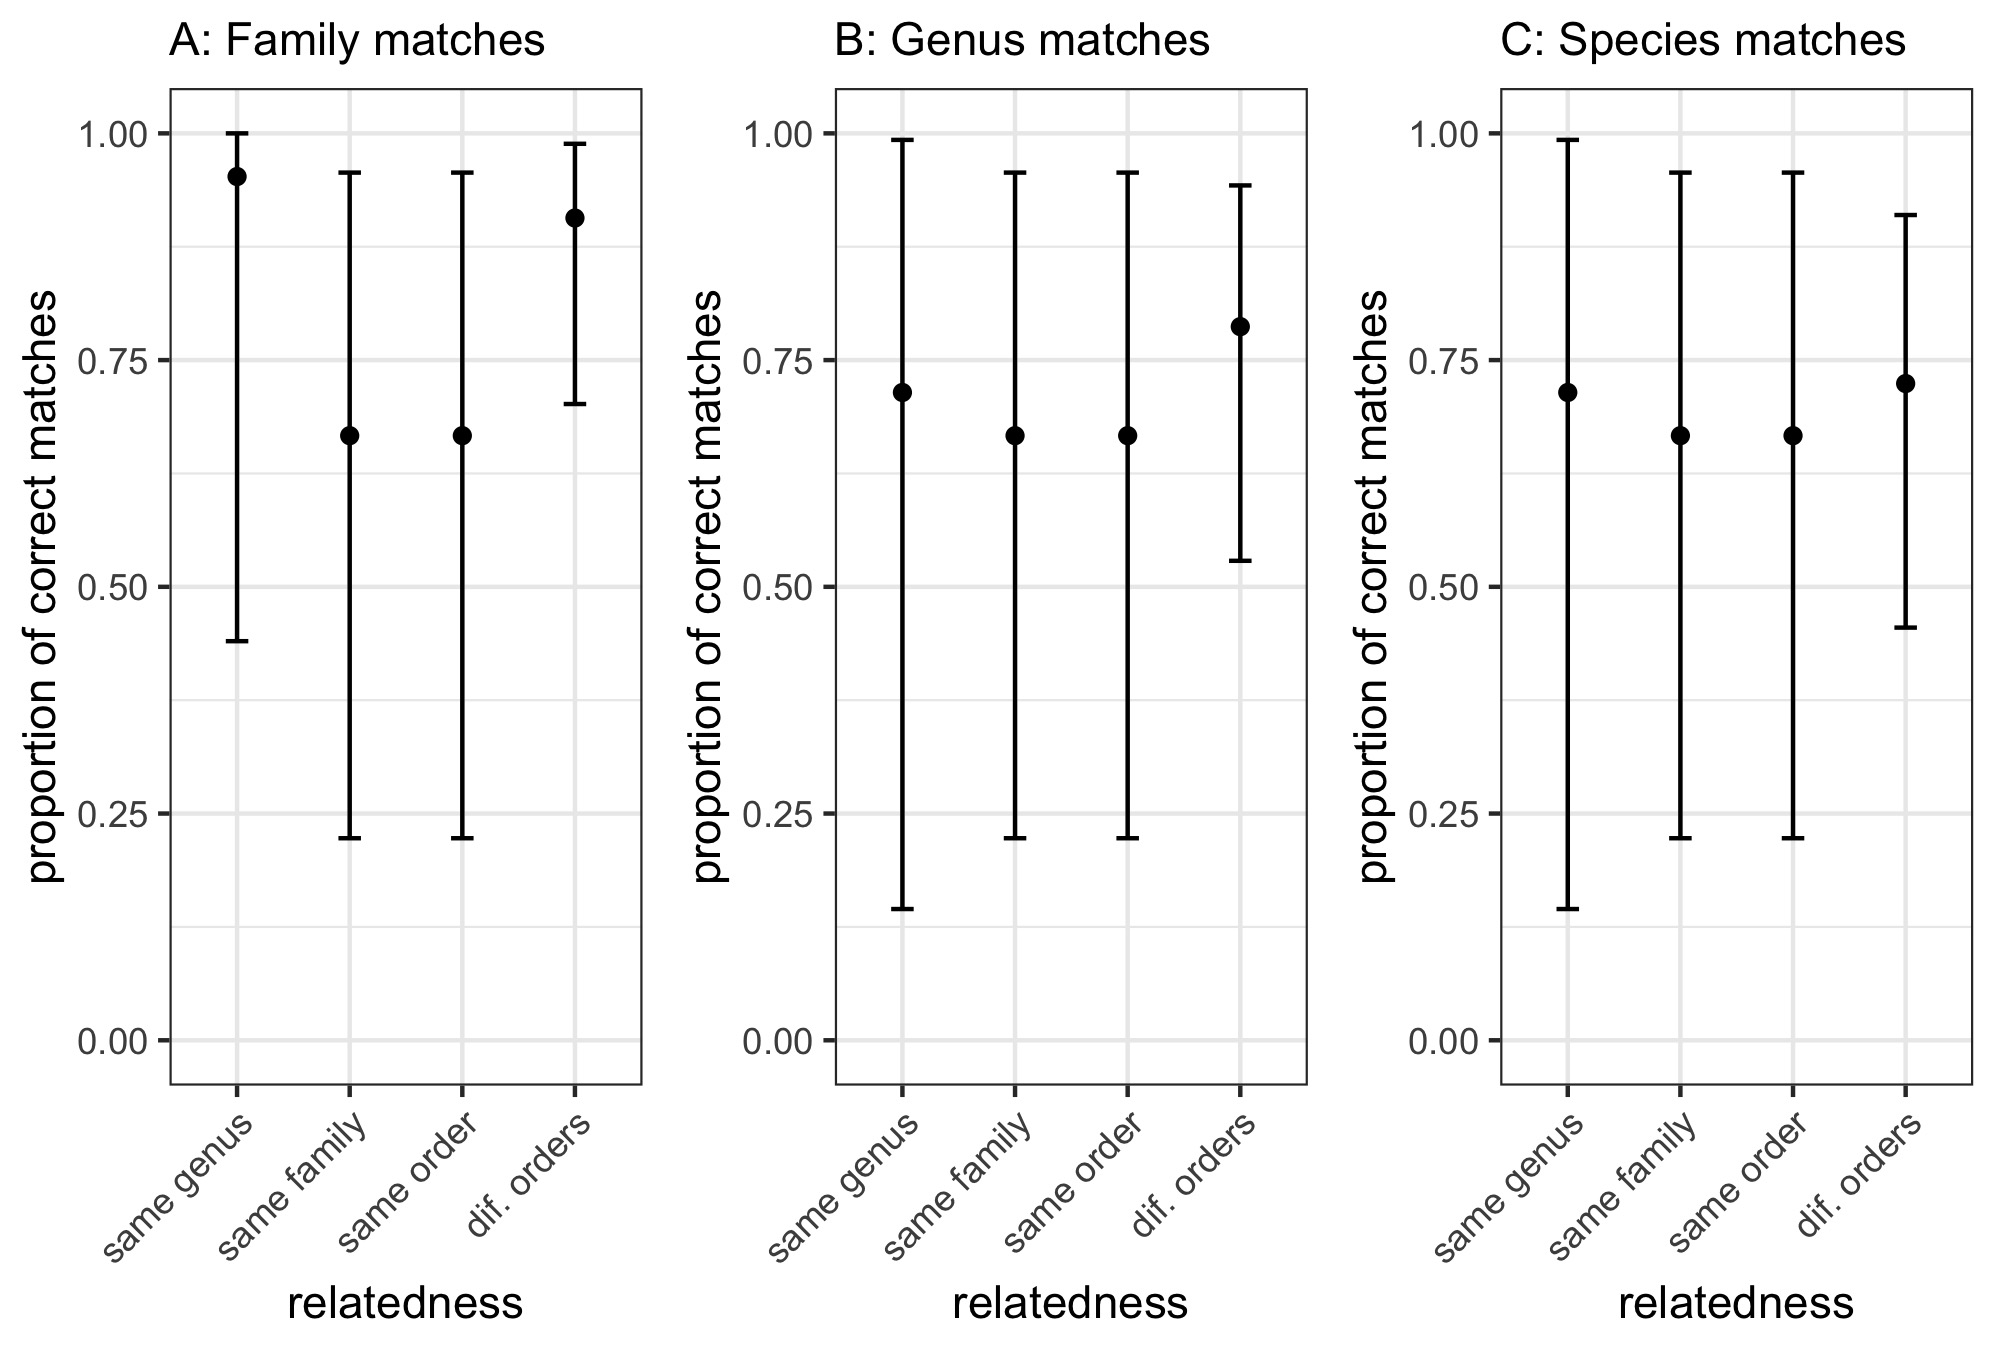 A: Family matches
proportion of correct matches
1.00
0.75
0.50
0.25
0.00
same genus
same family
same order
dif. orders
relatedness
B: Genus matches
proportion of correct matches
1.00
0.75
0.50
0.25
0.00
same genus
same family
same order
dif. orders
relatedness
C: Species matches
proportion of correct matches
1.00
0.75
0.50
0.25
0.00
same genus
same family
same order
dif. orders
relatedness